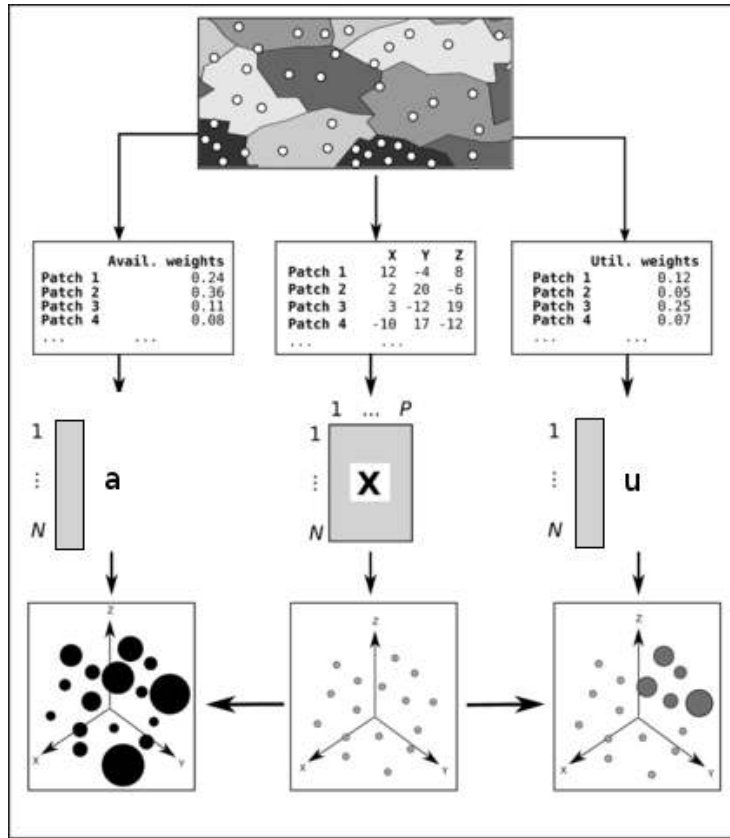 Avail. weights
Patch 1 0.24
Patch 2 0.36
Patch 3 0.11
Patch 4 0.08
... ...
X Y Z
Patch 1 12 -4 8
Patch 2 2 20 -6
Patch 3 3 -12 19
Patch 4 -10 17 -12
... ...
Util. weights
Patch 1 0.12
Patch 2 0.05
Patch 3 0.25
Patch 4 0.07
... ...
1
⋮
N
a
1 ... P
1
⋮
N
X
1
⋮
N
u
Z
X
Y
Z
X
Y
Z
X
Y